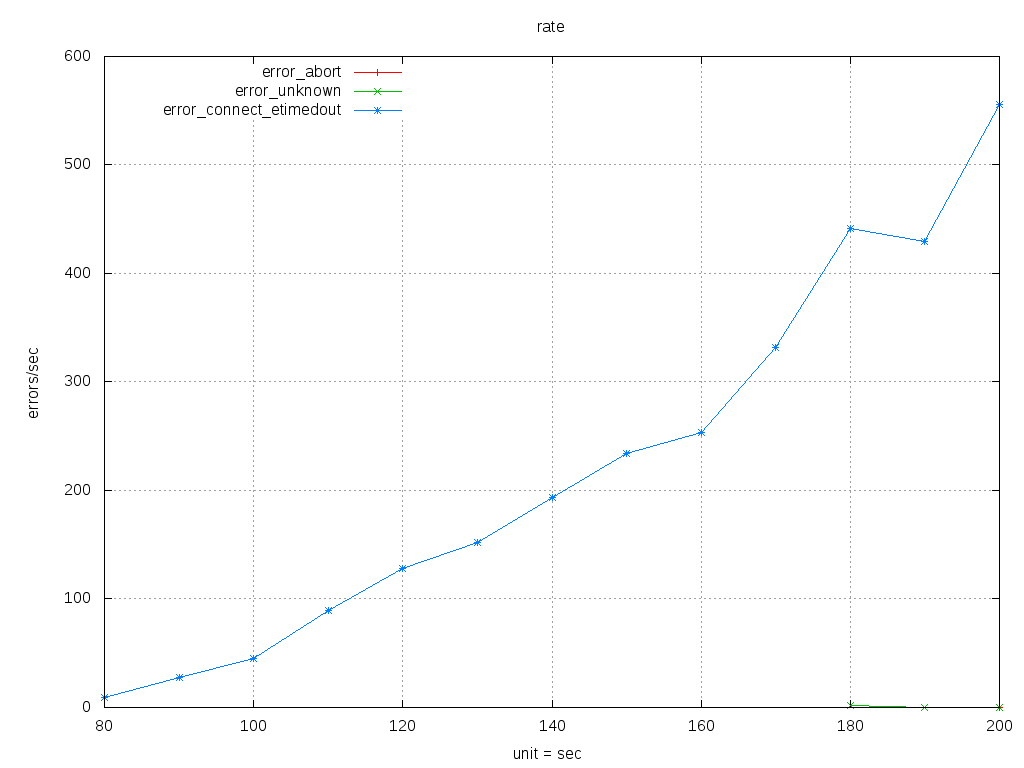 rate
600
500
400
300
200
100
0
errors/sec
error_abort
error_unknown
error_connect_etimedout
80 100 120 140 160 180 200
unit = sec